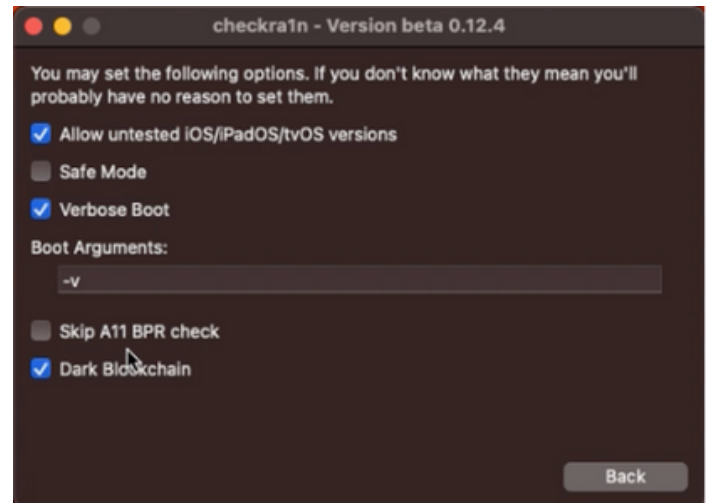 checkra1n - Version beta 0.12.4
You may set the following options. If you don't know what they mean you'll
probably have no reason to set them.
Allow untested iOS/iPadOS/tvOS versions
Safe Mode
Verbose Boot
Boot Arguments:
-v
Skip A11 BPR check
Dark Blockchain
Back